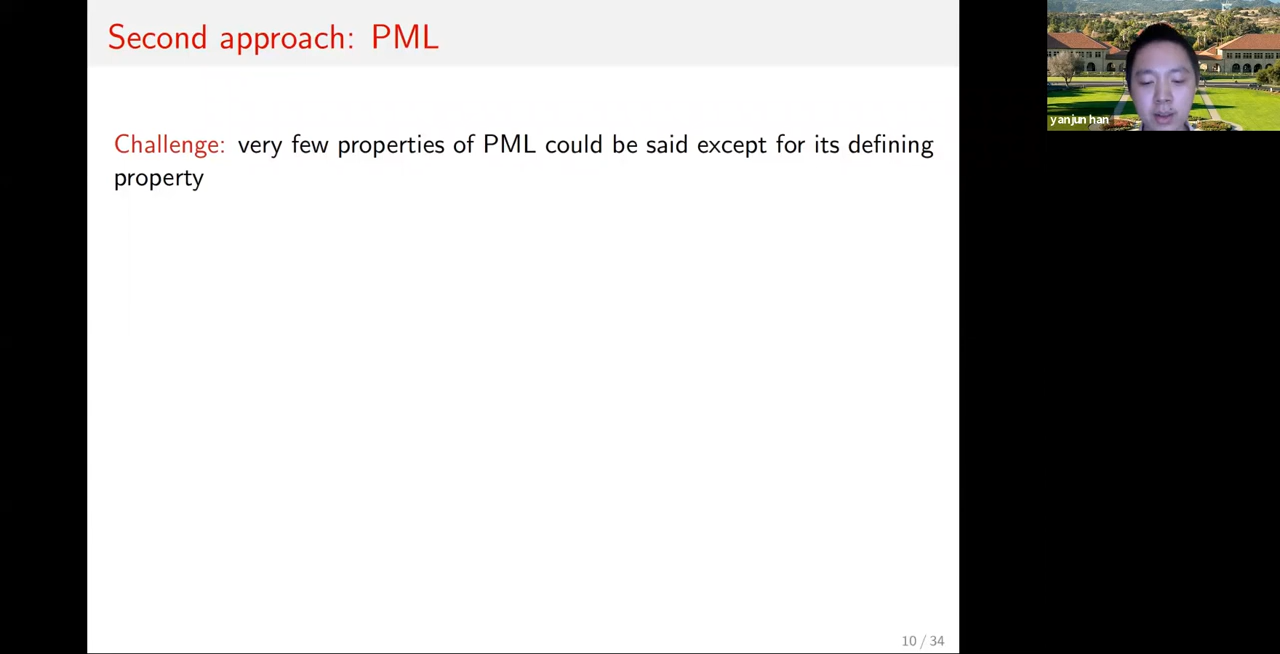 Second approach: PML
Challenge: very few properties of PML could be said except for its defining
property
10 / 34
yanjun han